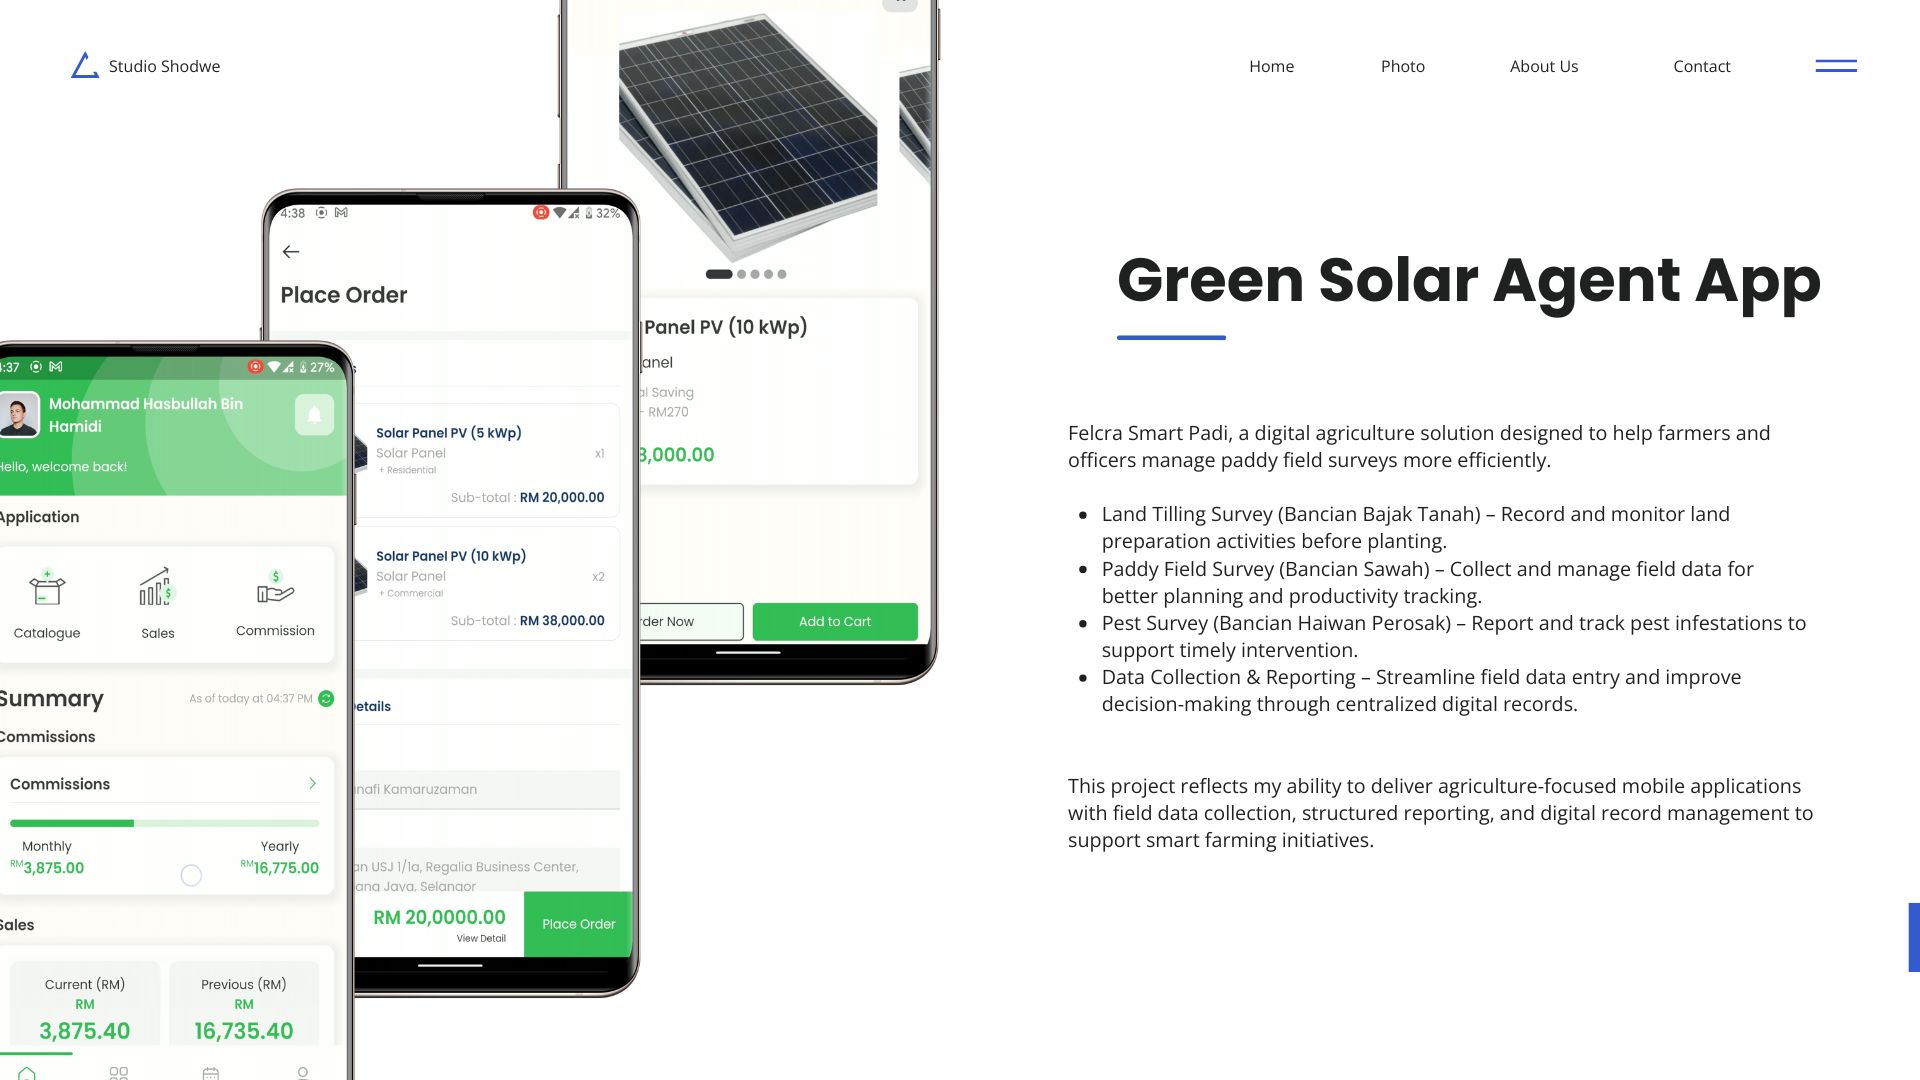 Studio Shodwe
Home
Photo
About Us
Contact
Green Solar Agent App
Felcra Smart Padi, a digital agriculture solution designed to help farmers and
officers manage paddy field surveys more efficiently.
• Land Tilling Survey (Bancian Bajak Tanah) – Record and monitor land
preparation activities before planting.
• Paddy Field Survey (Bancian Sawah) – Collect and manage field data for
better planning and productivity tracking.
• Pest Survey (Bancian Haiwan Perosak) – Report and track pest infestations to
support timely intervention.
• Data Collection & Reporting – Streamline field data entry and improve
decision-making through centralized digital records.
This project reflects my ability to deliver agriculture-focused mobile applications
with field data collection, structured reporting, and digital record management to
support smart farming initiatives.
Panel PV (10 kWp)
anel
al Saving
- RM270
3,000.00
der Now
Add to Cart
4:38
32%
Place Order
s
Solar Panel PV (5 kWp)
Solar Panel
x1
+ Residential
Sub-total : RM 20,000.00
Solar Panel PV (10 kWp)
Solar Panel
x2
+ Commercial
Sub-total : RM 38,000.00
etails
nafi Kamaruzaman
an USJ 1/1a, Regalia Business Center,
ang Jaya, Selangor
RM 20,0000.00
View Detail
Place Order
:37
27%
Mohammad Hasbullah Bin
Hamidi
Hello, welcome back!
Application
Catalogue
Sales
Commission
Summary
As of today at 04:37 PM
Commissions
Commissions
Monthly
Yearly
RM3,875.00
RM16,775.00
Sales
Current (RM)
Previous (RM)
RM
RM
3,875.40
16,735.40